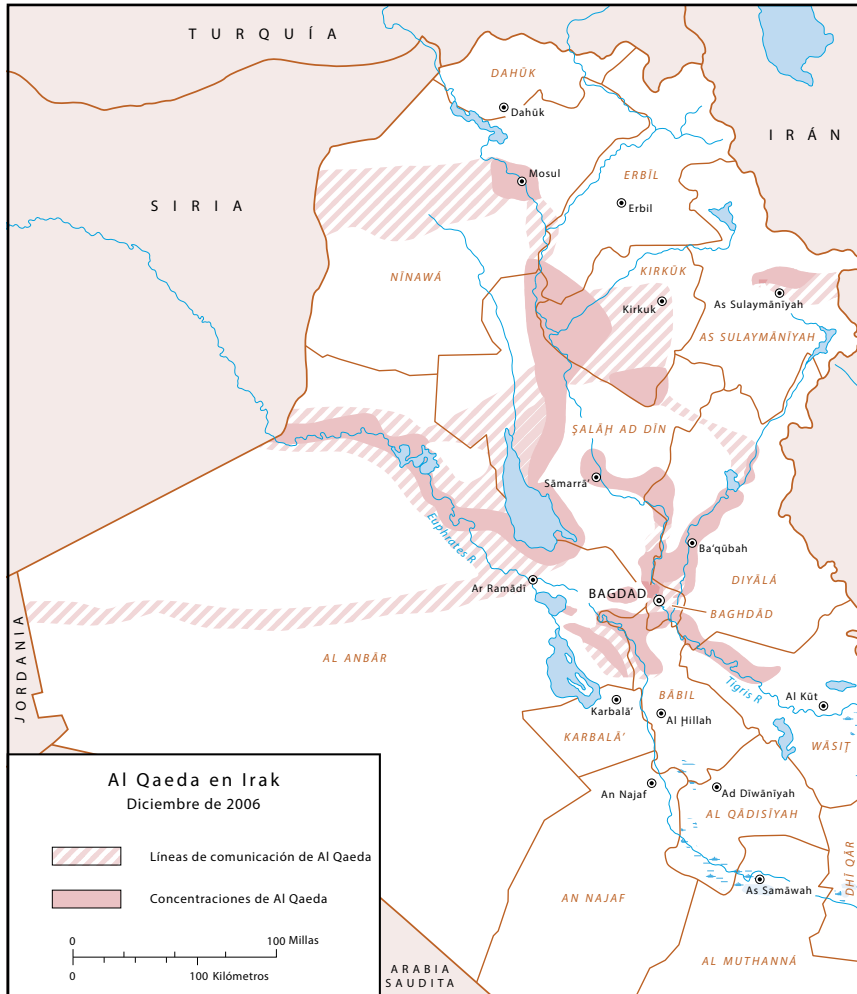 TURQUÍA
DAHŪK
Dahūk
IRÁN
Mosul
ERBĪL
SIRIA
Erbil
NĪNAWÁ
KIRKŪK
Kirkuk
As Sulaymānīyah
AS SULAYMĀNĪYAH
ṢALĀḤ AD DĪN
Sāmarrā'
Euphrates R
Ba'qūbah
Ar Ramādī
BAGDAD
DIYĀLÁ
BAGHDĀD
JORDANIA
AL ANBĀR
Tigris R
BĀBIL
Al Kūt
Karbalā'
Al Ḥillah
KARBALĀ'
WĀSIṬ
An Najaf
Ad Dīwānīyah
AL QĀDISĪYAH
DHĪ QĀR
As Samāwah
AN NAJAF
AL MUTHANNÁ
ARABIA
SAUDITA
Al Qaeda en Irak
Diciembre de 2006
Líneas de comunicación de Al Qaeda
Concentraciones de Al Qaeda
0 100 Millas
0 100 Kilómetros